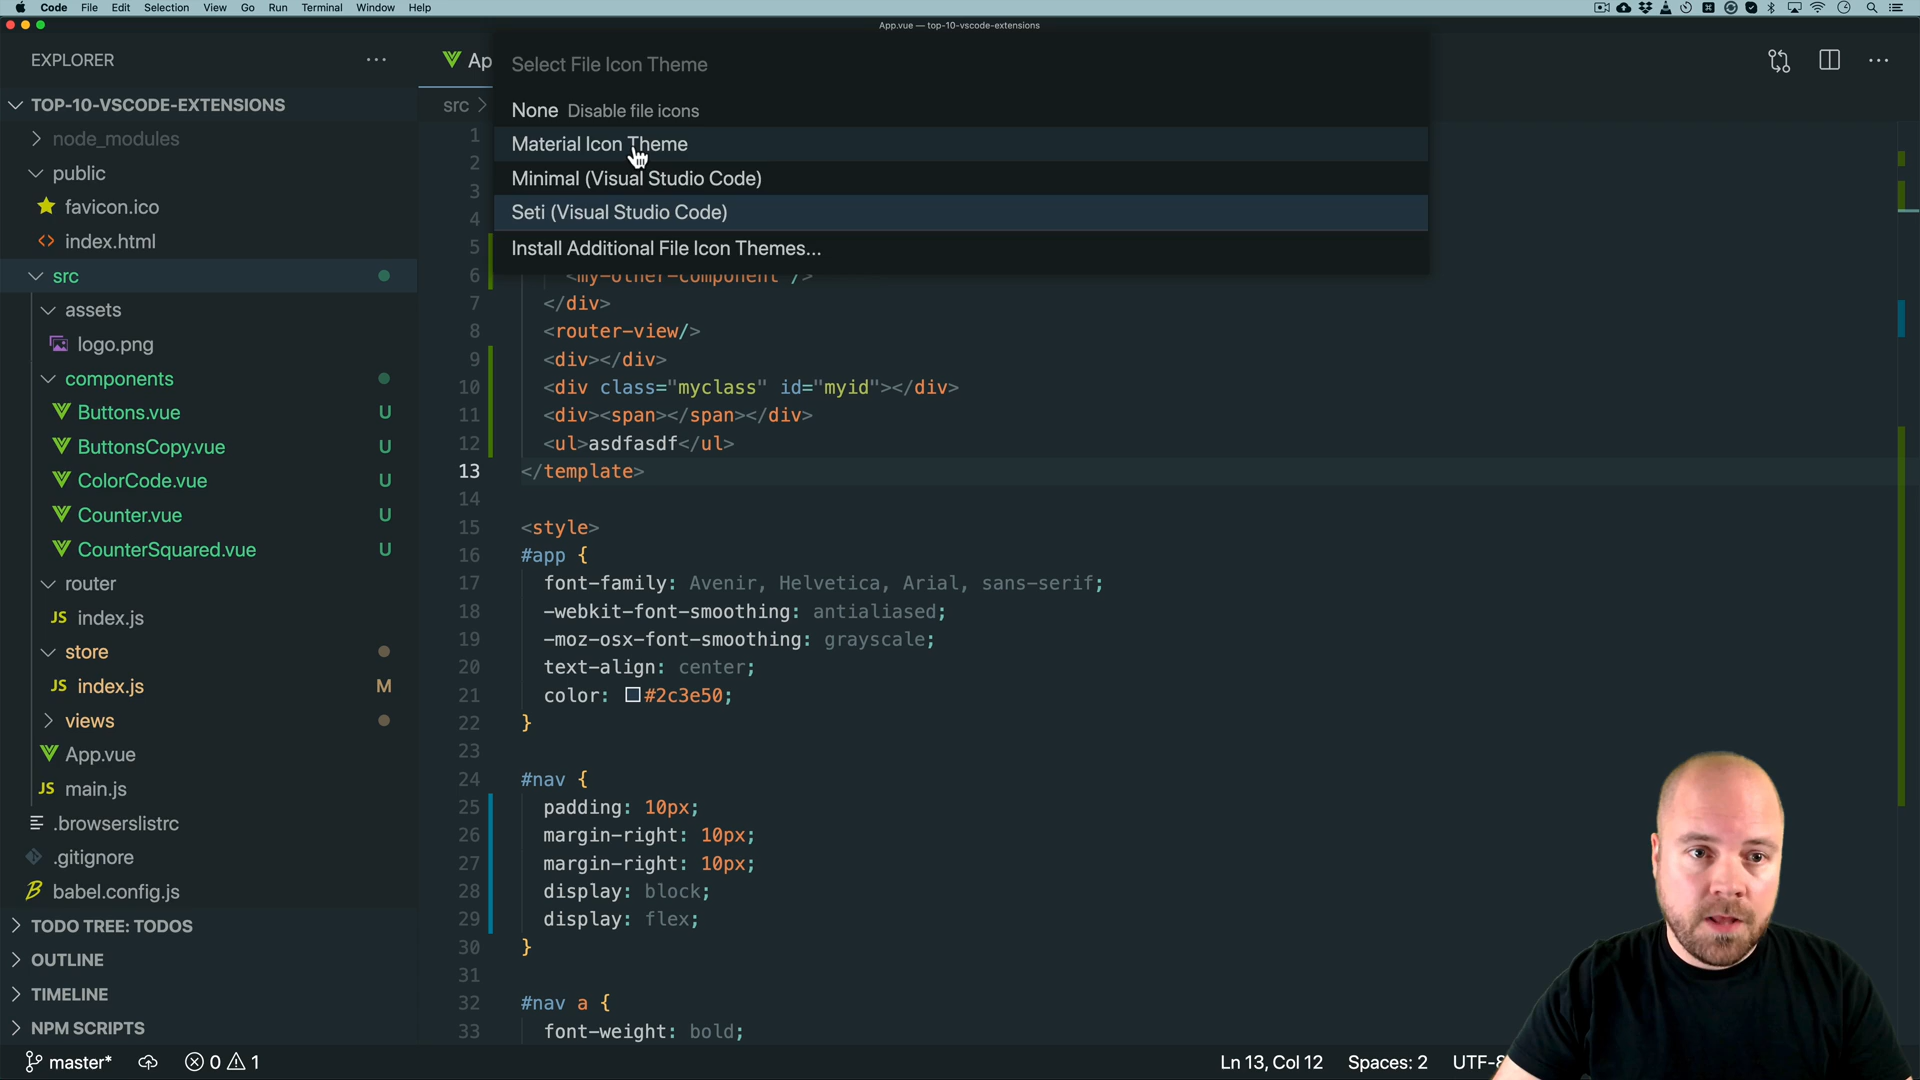 Code File Edit Selection View Go Run Terminal Window Help
App.vue — top-10-vscode-extensions
EXPLORER
TOP-10-VSCODE-EXTENSIONS
node_modules
public
favicon.ico
index.html
src
assets
logo.png
components
Buttons.vue U
ButtonsCopy.vue U
ColorCode.vue U
Counter.vue U
CounterSquared.vue U
router
JS index.js
store
JS index.js M
views
App.vue
JS main.js
.browserslistrc
.gitignore
babel.config.js
TODO TREE: TODOS
OUTLINE
TIMELINE
NPM SCRIPTS
Select File Icon Theme
None Disable file icons
Material Icon Theme
Minimal (Visual Studio Code)
Seti (Visual Studio Code)
Install Additional File Icon Themes...
src >
1
2
3
4
5
6 <my-other-component />
7 </div>
8 <router-view/>
9 <div></div>
10 <div class="myclass" id="myid"></div>
11 <div><span></span></div>
12 <ul>asdfasdf</ul>
13 </template>
14
15 <style>
16 #app {
17 font-family: Avenir, Helvetica, Arial, sans-serif;
18 -webkit-font-smoothing: antialiased;
19 -moz-osx-font-smoothing: grayscale;
20 text-align: center;
21 color: #2c3e50;
22 }
23
24 #nav {
25 padding: 10px;
26 margin-right: 10px;
27 margin-right: 10px;
28 display: block;
29 display: flex;
30 }
31
32 #nav a {
33 font-weight: bold;
master* 0 1 Ln 13, Col 12 Spaces: 2